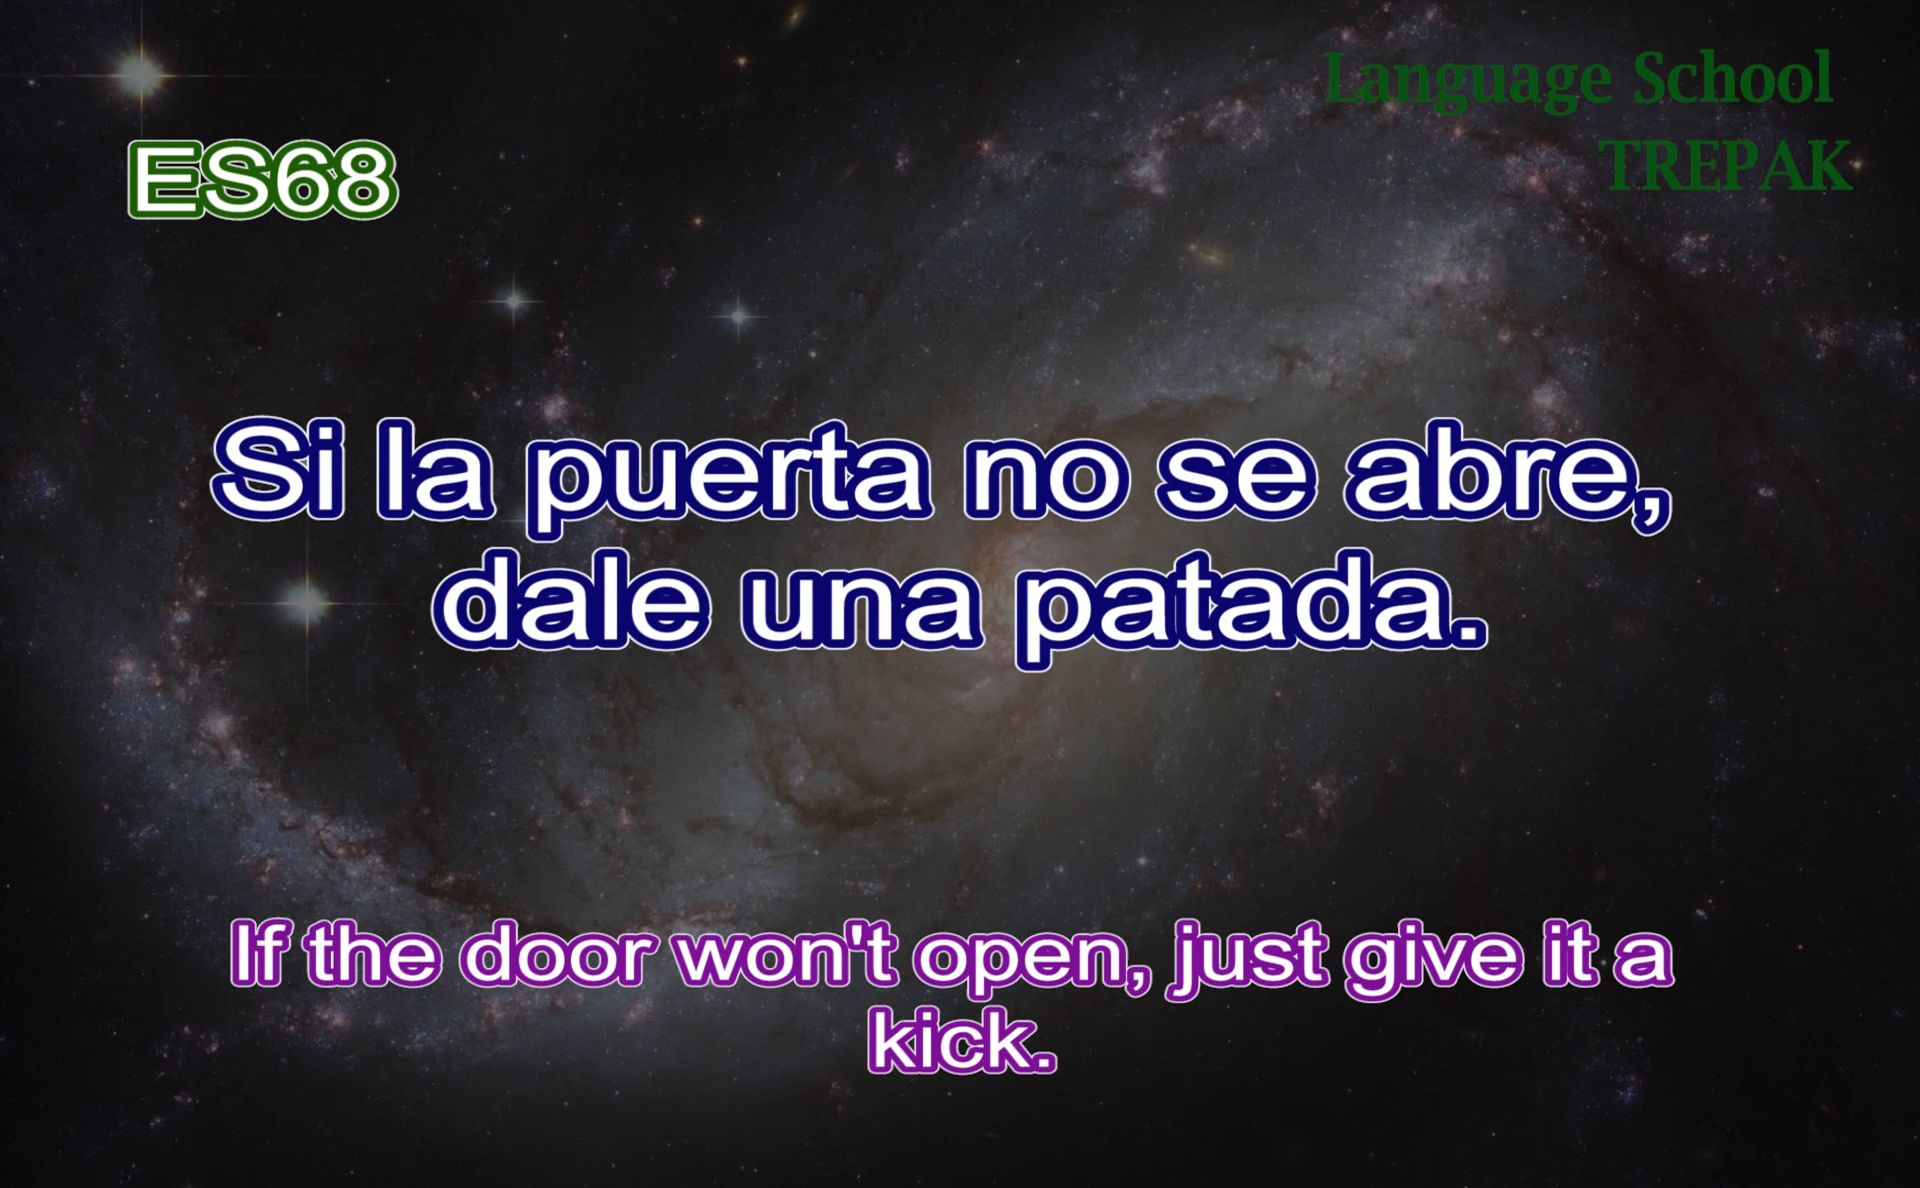 Language School
TREPAK
ES68
Si la puerta no se abre,
dale una patada.
If the door won't open, just give it a
kick.